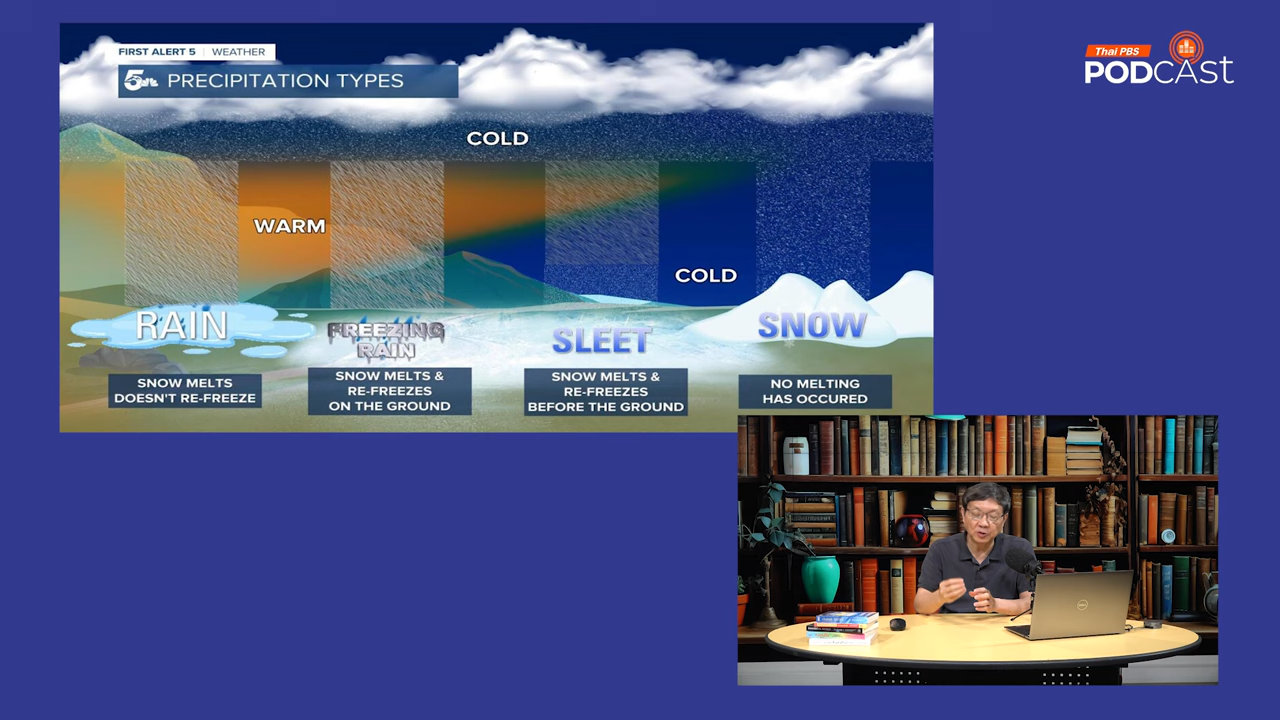 FIRST ALERT 5 | WEATHER
5 PRECIPITATION TYPES
Thai PBS
PODCAST
COLD
WARM
COLD
RAIN
FREEZING
RAIN
SLEET
SNOW
SNOW MELTS
DOESN'T RE-FREEZE
SNOW MELTS &
RE-FREEZES
ON THE GROUND
SNOW MELTS &
RE-FREEZES
BEFORE THE GROUND
NO MELTING
HAS OCCURED